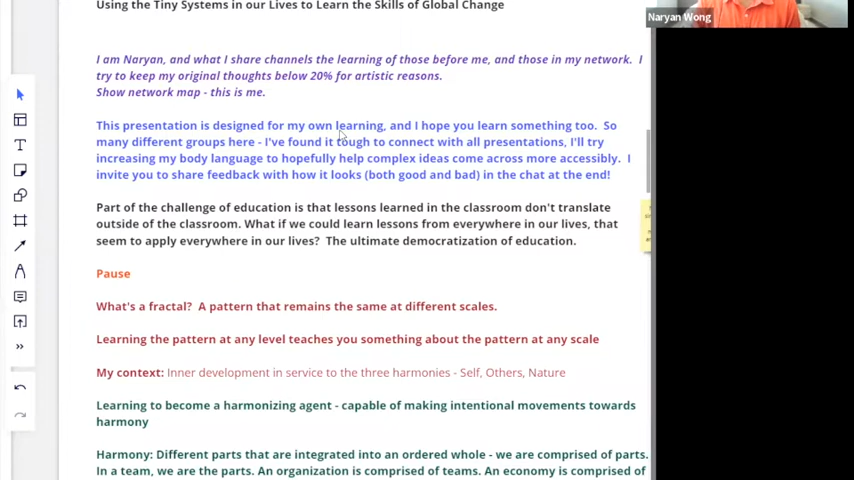 Using the Tiny Systems in our Lives to Learn the Skills of Global Change
Naryan Wong
I am Naryan, and what I share channels the learning of those before me, and those in my network.  I
try to keep my original thoughts below 20% for artistic reasons.
Show network map - this is me.
This presentation is designed for my own learning, and I hope you learn something too.  So
many different groups here - I've found it tough to connect with all presentations, I'll try
increasing my body language to hopefully help complex ideas come across more accessibly.  I
invite you to share feedback with how it looks (both good and bad) in the chat at the end!
Part of the challenge of education is that lessons learned in the classroom don't translate
outside of the classroom. What if we could learn lessons from everywhere in our lives, that
seem to apply everywhere in our lives?  The ultimate democratization of education.
Pause
What's a fractal?  A pattern that remains the same at different scales.
Learning the pattern at any level teaches you something about the pattern at any scale
My context: Inner development in service to the three harmonies - Self, Others, Nature
Learning to become a harmonizing agent - capable of making intentional movements towards
harmony
Harmony: Different parts that are integrated into an ordered whole - we are comprised of parts.
In a team, we are the parts. An organization is comprised of teams. An economy is comprised of